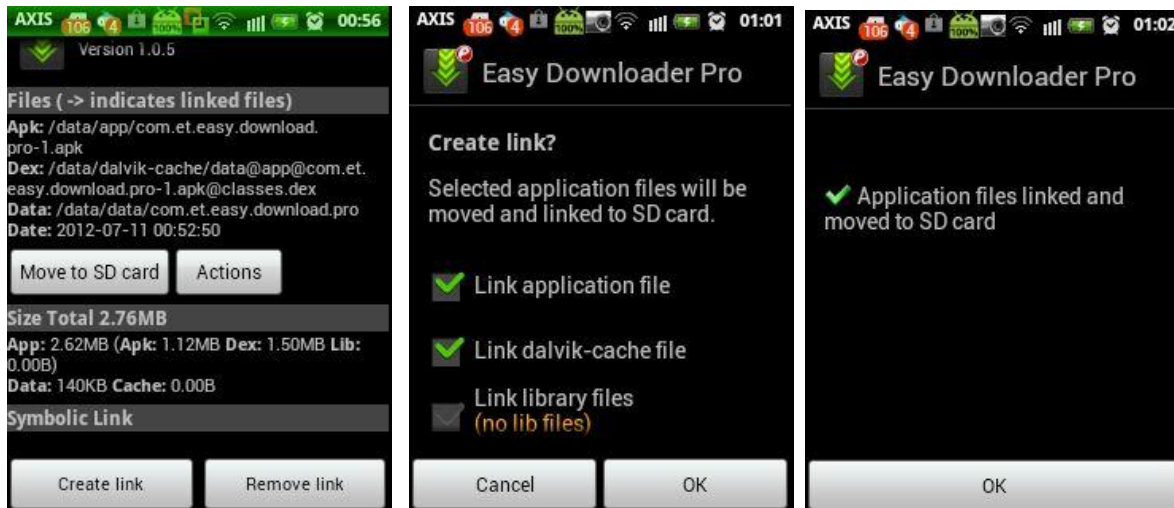 AXIS 106 4 100% 00:56
Version 1.0.5
Files ( -> indicates linked files)
Apk: /data/app/com.et.easy.download.
pro-1.apk
Dex: /data/dalvik-cache/data@app@com.et.
easy.download.pro-1.apk@classes.dex
Data: /data/data/com.et.easy.download.pro
Date: 2012-07-11 00:52:50
Move to SD card Actions
Size Total 2.76MB
App: 2.62MB (Apk: 1.12MB Dex: 1.50MB Lib:
0.00B)
Data: 140KB Cache: 0.00B
Symbolic Link
Create link Remove link
AXIS 106 4 100% 01:01
Easy Downloader Pro
Create link?
Selected application files will be
moved and linked to SD card.
Link application file
Link dalvik-cache file
Link library files
(no lib files)
Cancel OK
AXIS 106 4 100% 01:02
Easy Downloader Pro
Application files linked and
moved to SD card
OK